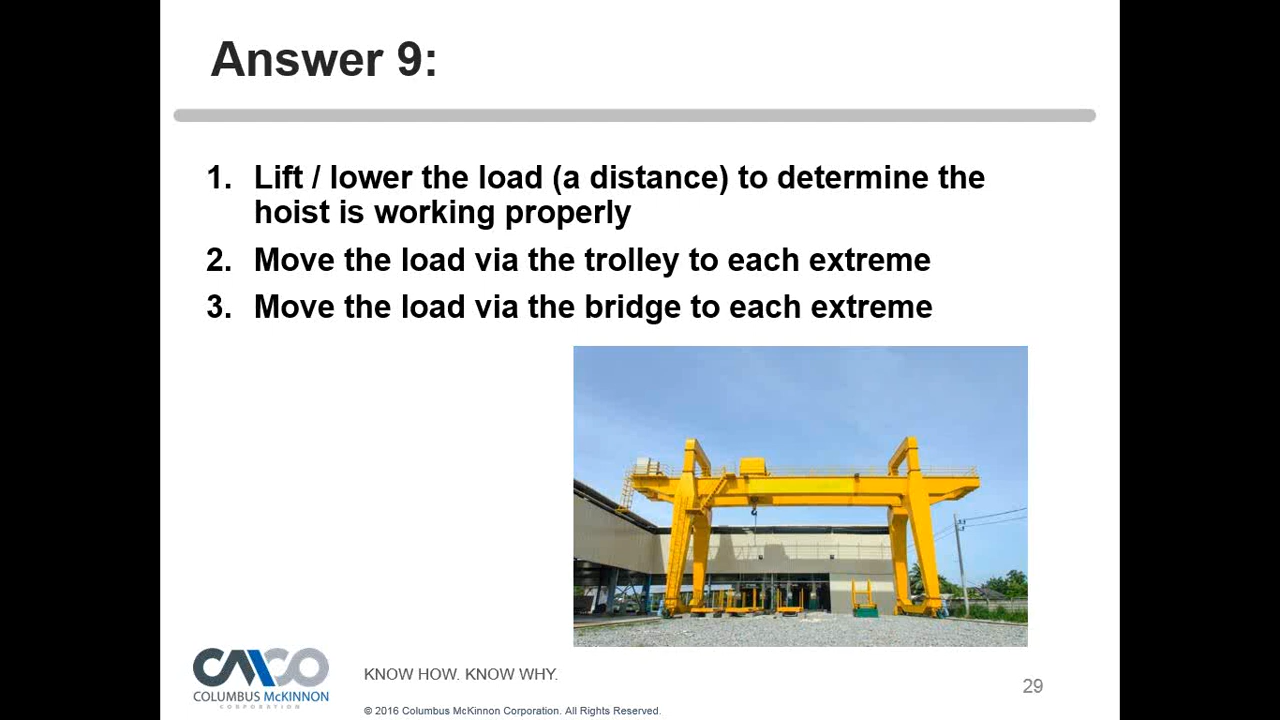 Answer 9:
1. Lift / lower the load (a distance) to determine the
hoist is working properly
2. Move the load via the trolley to each extreme
3. Move the load via the bridge to each extreme
CMCO
COLUMBUS McKINNON
CORPORATION
KNOW HOW. KNOW WHY.
© 2016 Columbus McKinnon Corporation. All Rights Reserved.
29